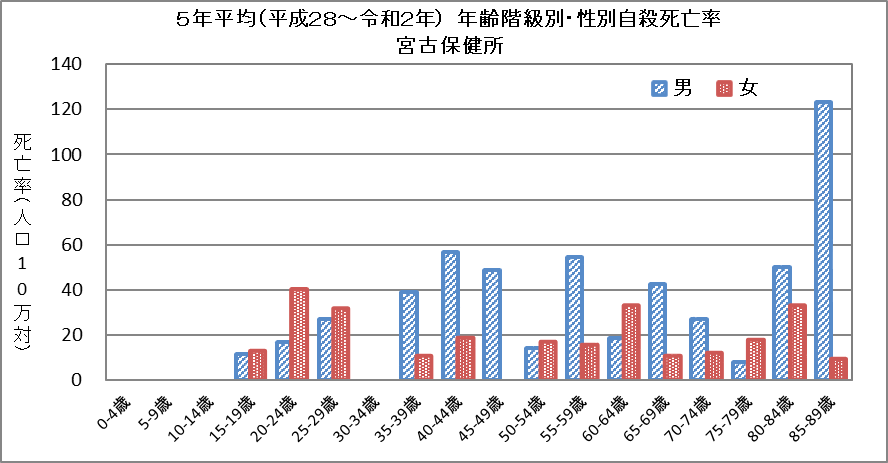 ５年平均（平成２８～令和２年） 年齢階級別・性別自殺死亡率
宮古保健所
男 女
死亡率（人口１０万対）
140
120
100
80
60
40
20
0
0-4歳
5-9歳
10-14歳
15-19歳
20-24歳
25-29歳
30-34歳
35-39歳
40-44歳
45-49歳
50-54歳
55-59歳
60-64歳
65-69歳
70-74歳
75-79歳
80-84歳
85-89歳